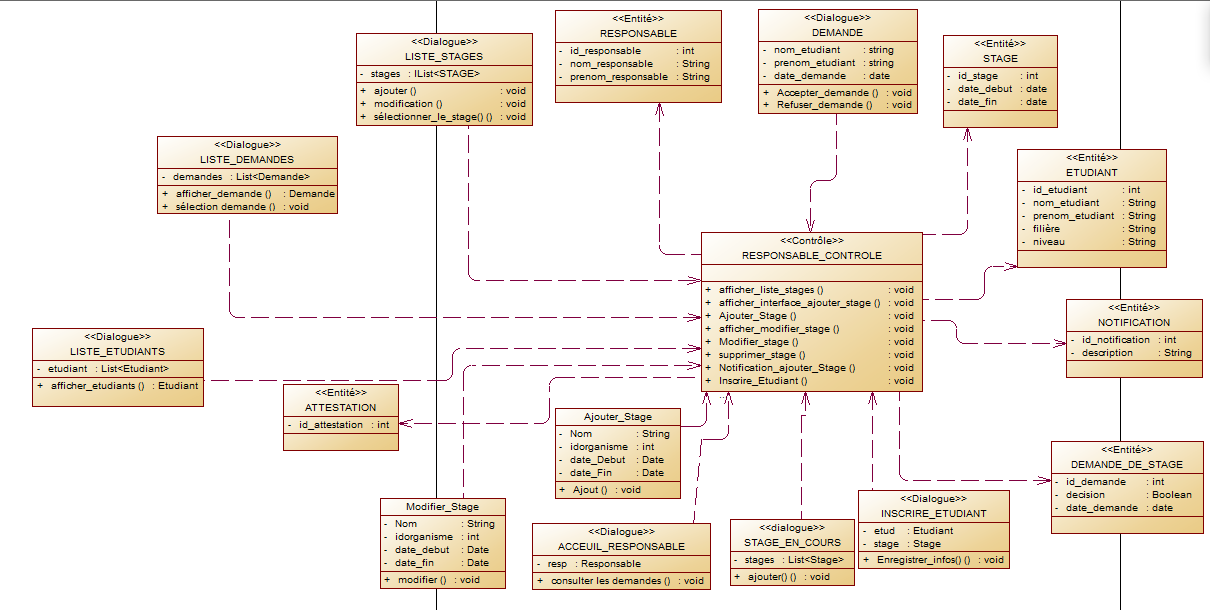 <<Dialogue>>
LISTE_STAGES
- stages : IList<STAGE>
+ ajouter () : void
+ modification () : void
+ sélectionner_le_stage() () : void
<<Entité>>
RESPONSABLE
- id_responsable : int
- nom_responsable : String
- prenom_responsable : String
<<Dialogue>>
DEMANDE
- nom_etudiant : string
- prenom_etudiant : string
- date_demande : date
+ Accepter_demande () : void
+ Refuser_demande () : void
<<Entité>>
STAGE
- id_stage : int
- date_debut : date
- date_fin : date
<<Dialogue>>
LISTE_DEMANDES
- demandes : List<Demande>
+ afficher_demande () : Demande
+ sélection demande () : void
<<Entité>>
ETUDIANT
- id_etudiant : int
- nom_etudiant : String
- prenom_etudiant : String
- filière : String
- niveau : String
<<Contrôle>>
RESPONSABLE_CONTROLE
+ afficher_liste_stages () : void
+ afficher_interface_ajouter_stage () : void
+ Ajouter_Stage () : void
+ afficher_modifier_stage () : void
+ Modifier_stage () : void
+ supprimer_stage () : void
+ Notification_ajouter_Stage () : void
+ Inscrire_Etudiant () : void
<<Entité>>
NOTIFICATION
- id_notification : int
- description : String
<<Dialogue>>
LISTE_ETUDIANTS
- etudiant : List<Etudiant>
+ afficher_etudiants () : Etudiant
<<Entité>>
ATTESTATION
- id_attestation : int
Ajouter_Stage
- Nom : String
- idorganisme : int
- date_Debut : Date
- date_Fin : Date
+ Ajout () : void
<<Entité>>
DEMANDE_DE_STAGE
- id_demande : int
- decision : Boolean
- date_demande : date
Modifier_Stage
- Nom : String
- idorganisme : int
- date_debut : Date
- date_fin : Date
+ modifier () : void
<<Dialogue>>
ACCEUIL_RESPONSABLE
- resp : Responsable
+ consulter les demandes () : void
<<dialogue>>
STAGE_EN_COURS
- stages : List<Stage>
+ ajouter() () : void
<<Dialogue>>
INSCRIRE_ETUDIANT
- etud : Etudiant
- stage : Stage
+ Enregistrer_infos() () : void